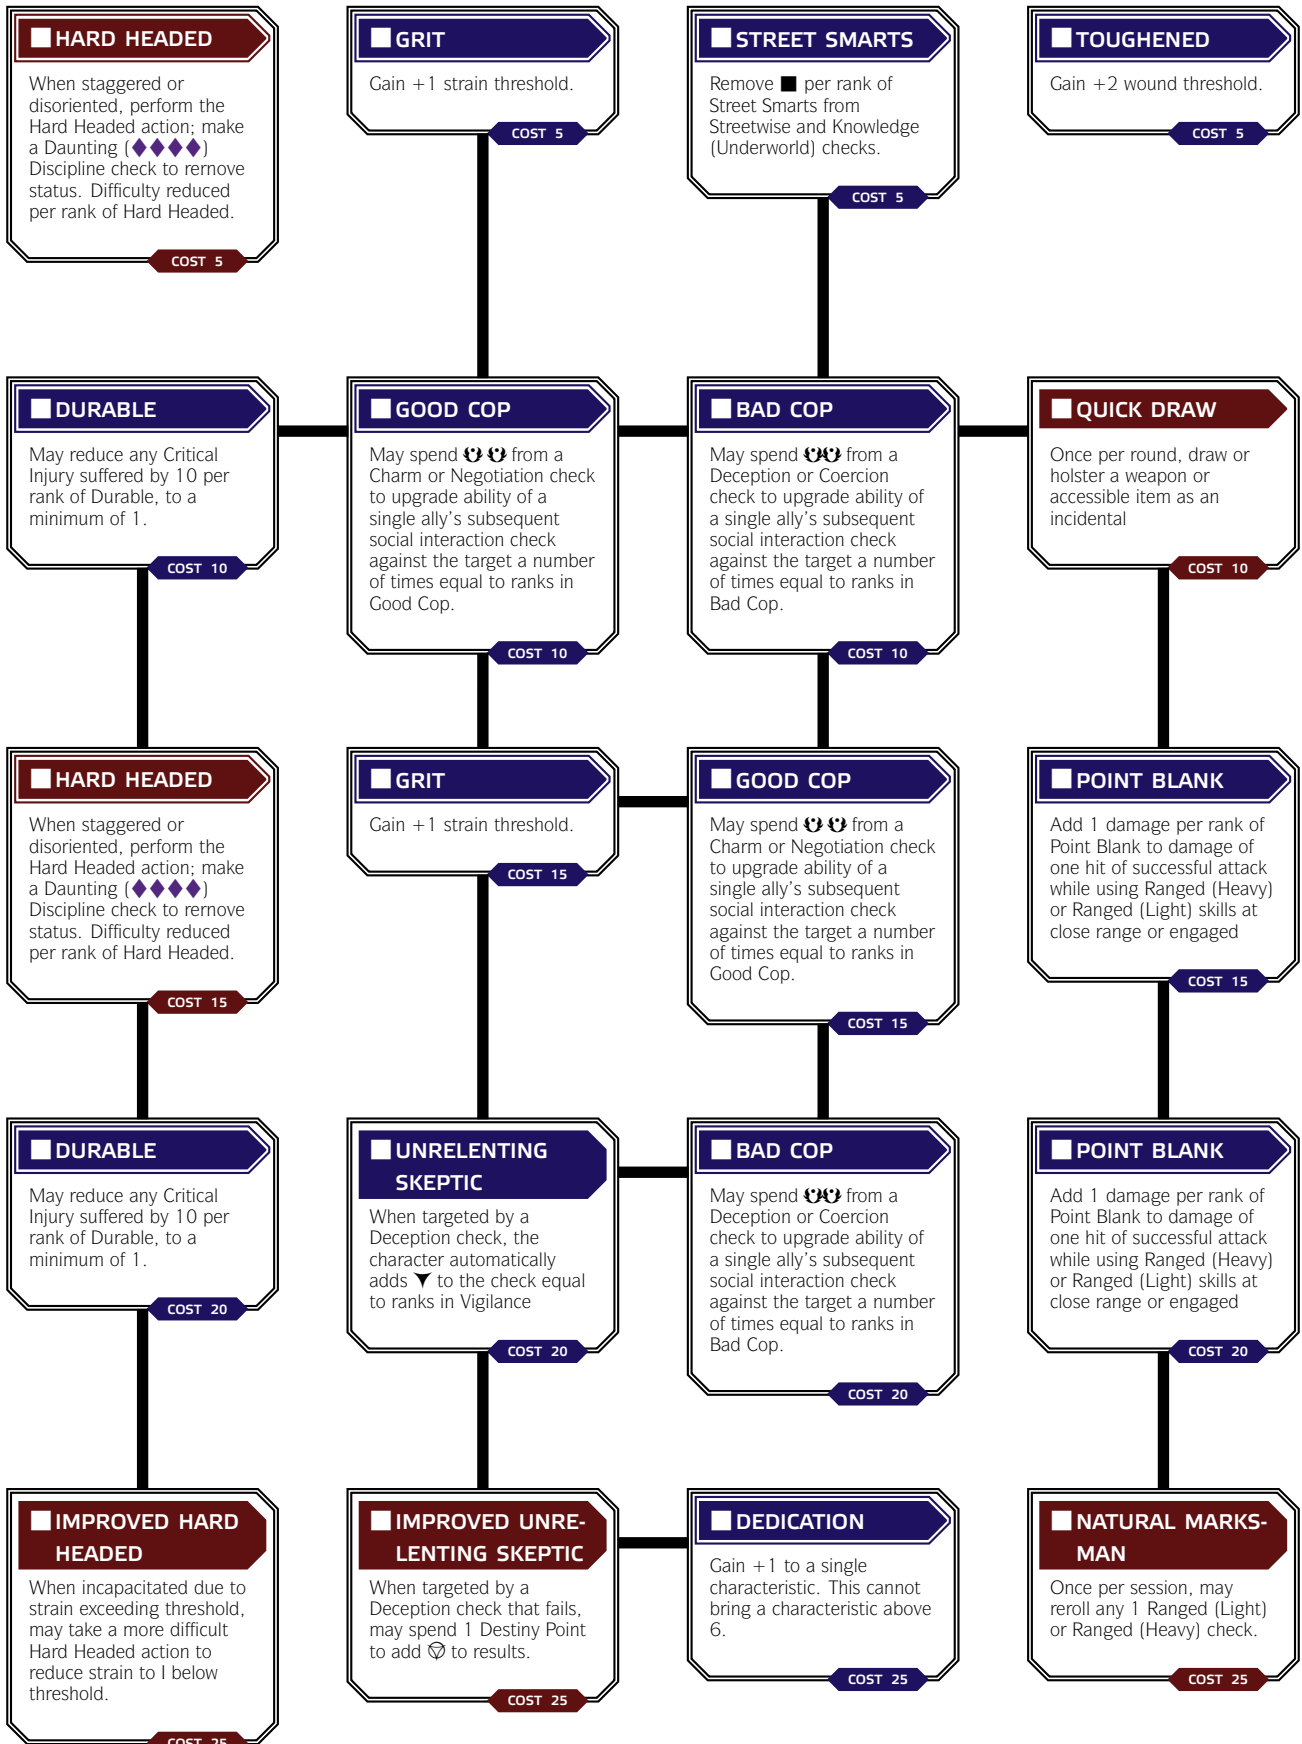 HARD HEADED
When staggered or
disoriented, perform the
Hard Headed action; make
a Daunting (♦♦♦♦)
Discipline check to rernove
status. Difficulty reduced
per rank of Hard Headed.
COST 5
GRIT
Gain +1 strain threshold.
COST 5
STREET SMARTS
Remove ■ per rank of
Street Smarts from
Streetwise and Knowledge
(Underworld) checks.
COST 5
TOUGHENED
Gain +2 wound threshold.
COST 5
DURABLE
May reduce any Critical
Injury suffered by 10 per
rank of Durable, to a
minimum of 1.
COST 10
GOOD COP
May spend from a
Charm or Negotiation check
to upgrade ability of a
single ally's subsequent
social interaction check
against the target a number
of times equal to ranks in
Good Cop.
COST 10
BAD COP
May spend from a
Deception or Coercion
check to upgrade ability of
a single ally's subsequent
social interaction check
against the target a number
of times equal to ranks in
Bad Cop.
COST 10
QUICK DRAW
Once per round, draw or
holster a weapon or
accessible item as an
incidental
COST 10
HARD HEADED
When staggered or
disoriented, perform the
Hard Headed action; make
a Daunting (♦♦♦♦)
Discipline check to rernove
status. Difficulty reduced
per rank of Hard Headed.
COST 15
GRIT
Gain +1 strain threshold.
COST 15
GOOD COP
May spend from a
Charm or Negotiation check
to upgrade ability of a
single ally's subsequent
social interaction check
against the target a number
of times equal to ranks in
Good Cop.
COST 15
POINT BLANK
Add 1 damage per rank of
Point Blank to damage of
one hit of successful attack
while using Ranged (Heavy)
or Ranged (Light) skills at
close range or engaged
COST 15
DURABLE
May reduce any Critical
Injury suffered by 10 per
rank of Durable, to a
minimum of 1.
COST 20
UNRELENTING
SKEPTIC
When targeted by a
Deception check, the
character automatically
adds to the check equal
to ranks in Vigilance
COST 20
BAD COP
May spend from a
Deception or Coercion
check to upgrade ability of
a single ally's subsequent
social interaction check
against the target a number
of times equal to ranks in
Bad Cop.
COST 20
POINT BLANK
Add 1 damage per rank of
Point Blank to damage of
one hit of successful attack
while using Ranged (Heavy)
or Ranged (Light) skills at
close range or engaged
COST 20
IMPROVED HARD
HEADED
When incapacitated due to
strain exceeding threshold,
may take a more difficult
Hard Headed action to
reduce strain to I below
threshold.
COST 25
IMPROVED UNRE-
LENTING SKEPTIC
When targeted by a
Deception check that fails,
may spend 1 Destiny Point
to add to results.
COST 25
DEDICATION
Gain +1 to a single
characteristic. This cannot
bring a characteristic above
6.
COST 25
NATURAL MARKS-
MAN
Once per session, may
reroll any 1 Ranged (Light)
or Ranged (Heavy) check.
COST 25